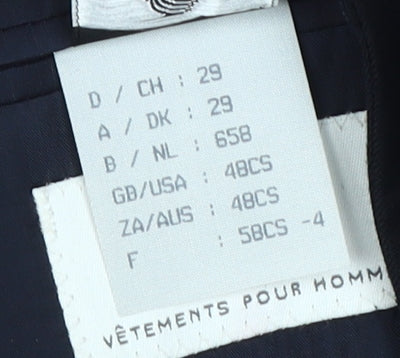 D / CH : 29
A / DK : 29
B / NL : 658
GB/USA : 48CS
ZA/AUS : 48CS
F : 58CS -4
VÊTEMENTS POUR HOMM